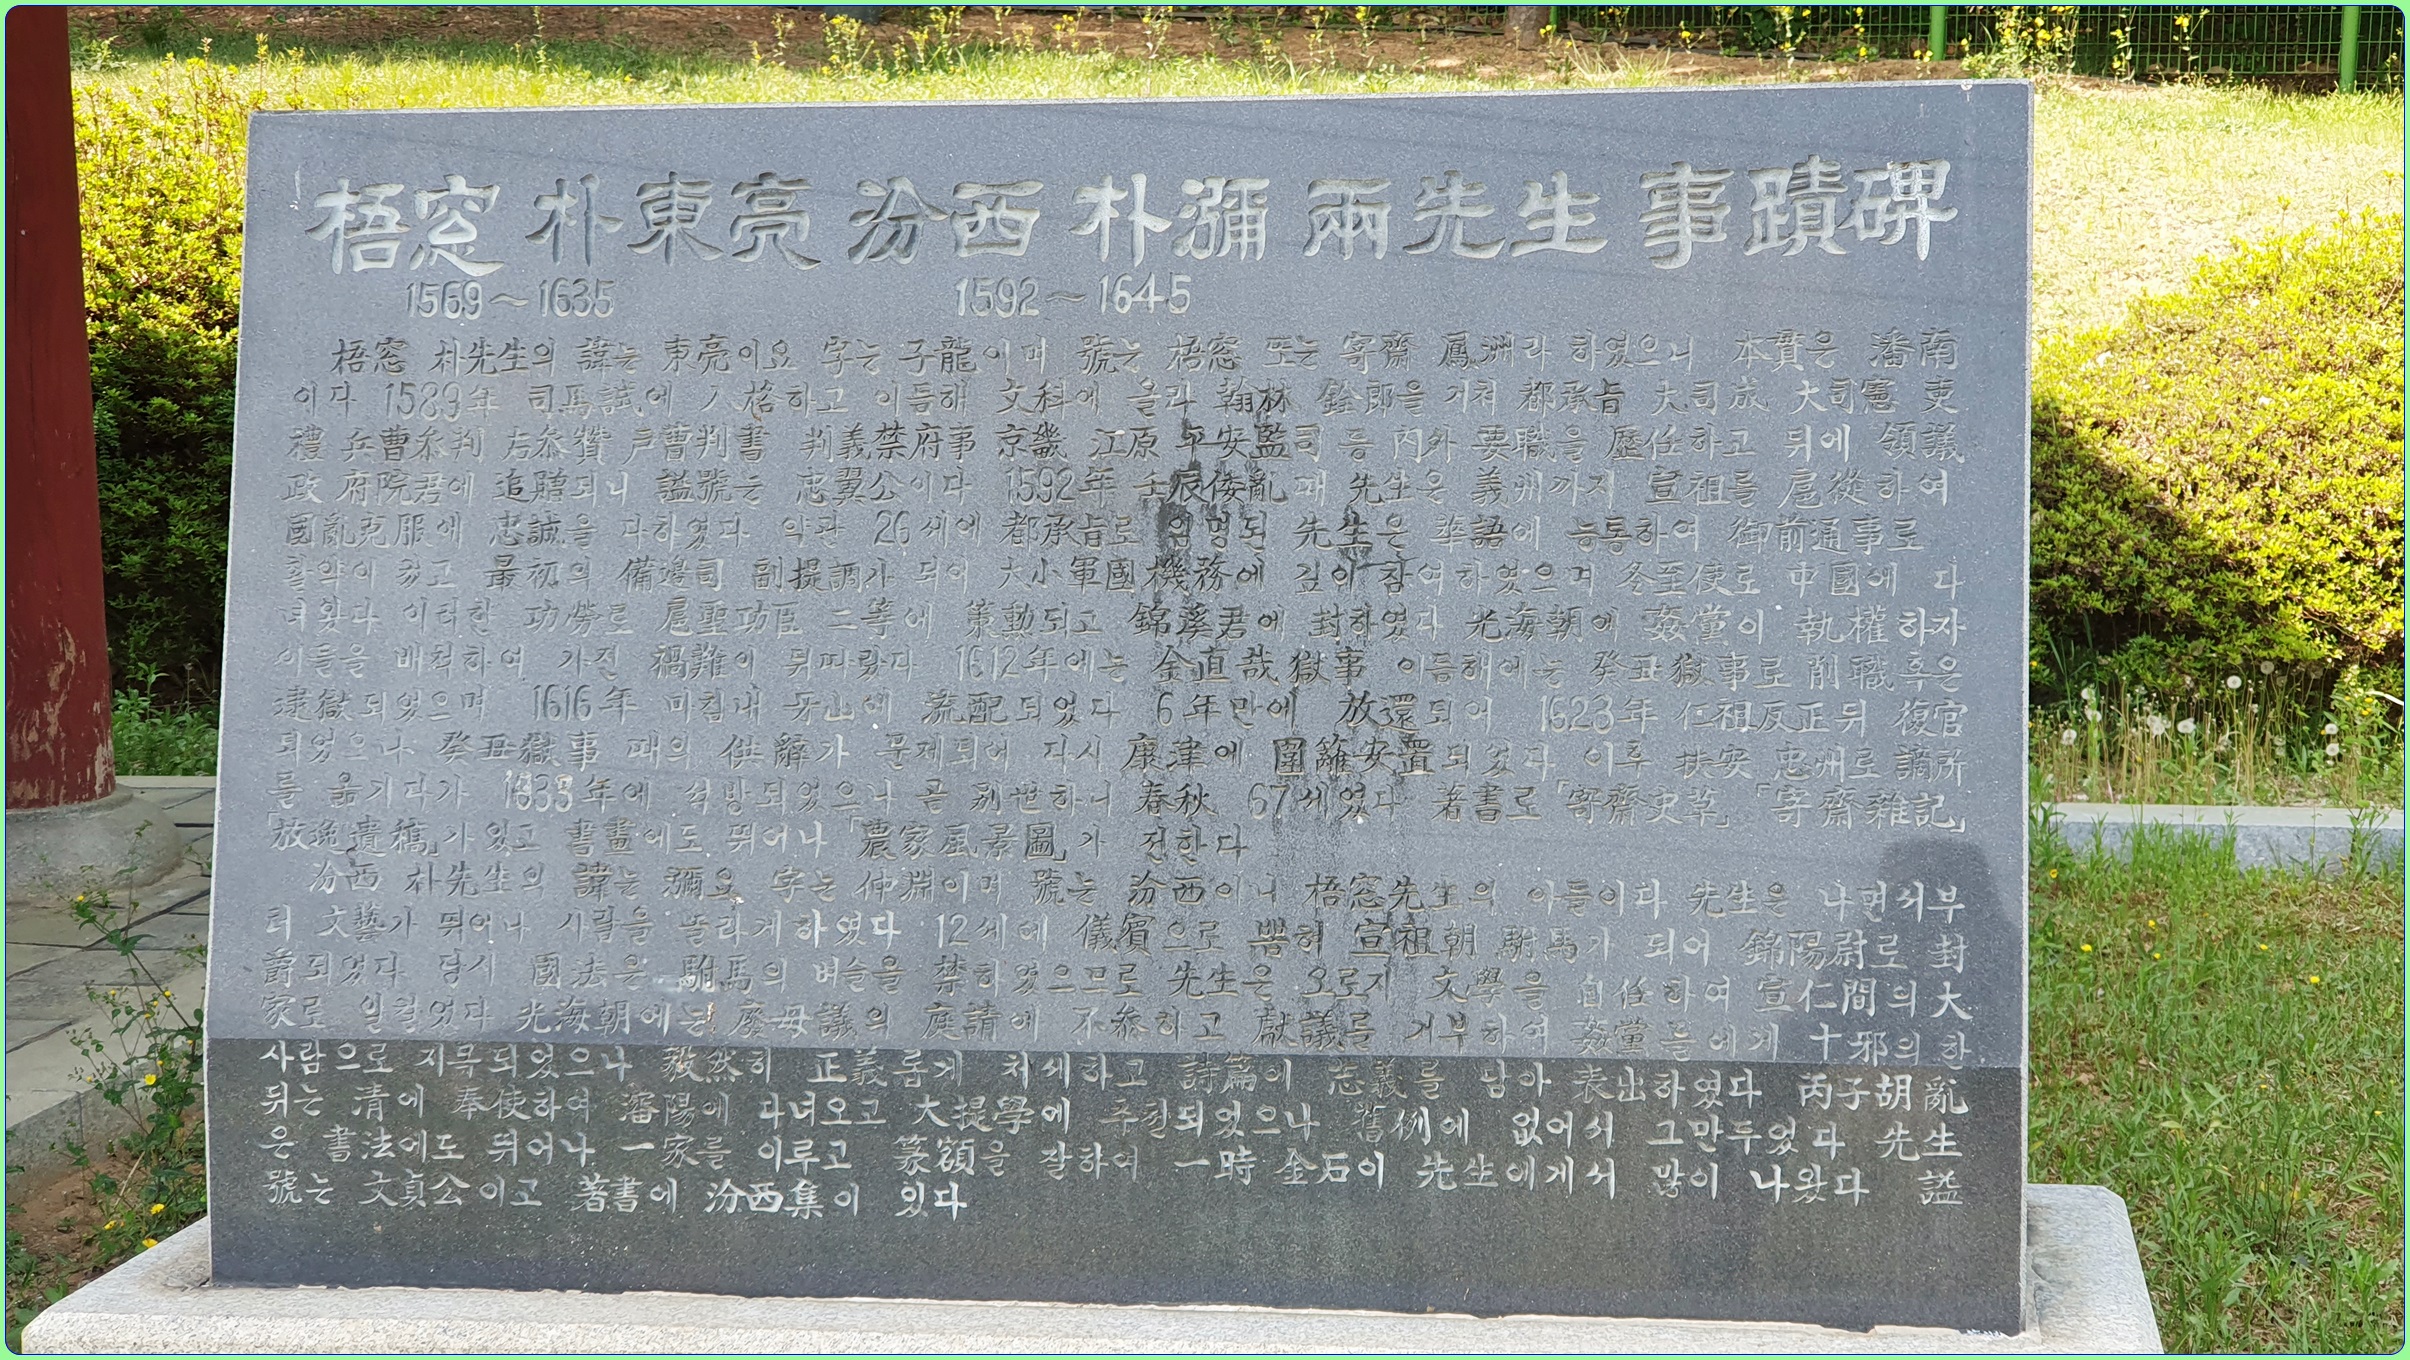 梧窓 朴東亮 汾西 朴瀰 兩先生 事蹟碑
1569~1635 1592~1645
梧窓 朴先生의 諱는 東亮이요 字는 子龍이며 號는 梧窓 또는 寄齋 鳳洲라 하였으니 本貫은 潘南
이다 1589年 司馬試에 入格하고 이듬해 文科에 올라 翰林 銓郎을 거쳐 都承旨 大司成 大司憲 吏
禮 兵曹參判 左參贊 戶曹判書 判義禁府事 京畿 江原 平安監司 등 內外 要職을 歷任하고 뒤에 領議
政 府院君에 追贈되니 謚號는 忠翼公이다 1592年 壬辰倭亂 때 先生은 義州까지 宣祖를 扈從하여
國亂克服에 忠誠을 다하였다 약관 26세에 都承旨로 임명된 先生은 華語에 능통하여 御前通事로
활약이 컸고 最初의 備邊司 副提調가 되어 大小軍國機務에 깊이 참여하였으며 冬至使로 中國에 다
녀왔다 이러한 功勞로 扈聖功臣 二等에 策勳되고 錦溪君에 封하였다 光海朝에 姦黨이 執權하자
이들을 배척하여 가진 禍難이 뒤따랐다 1612年에는 金直哉獄事 이듬해에는 癸丑獄事로 削職 혹은
逮獄되었으며 1616年 마침내 牙山에 流配되었다 6年만에 放還되어 1623年 仁祖反正뒤 復官
되었으나 癸丑獄事 때의 供辭가 문제되어 다시 康津에 圍籬安置되었다 이후 扶安 忠州로 謫所
를 옮기다가 1635年에 석방되었으나 곧 別世하니 春秋 67세였다 著書로 「寄齋史草」 「寄齋雜記」
「放逸遺稿」가 있고 書畫에도 뛰어나 「農家風景圖」가 전한다
汾西 朴先生의 諱는 瀰요 字는 仲淵이며 號는 汾西이니 梧窓先生의 아들이다 先生은 나면서부
터 文藝가 뛰어나 사람을 놀라게 하였다 12세에 儀賓으로 뽑혀 宣祖朝 駙馬가 되어 錦陽尉로 封
爵되었다 당시 國法은 駙馬의 벼슬을 禁하였으므로 先生은 오로지 文學을 自任하여 宣仁間의 大
家로 일컬었다 光海朝에는 廢母議의 庭請에 不參하고 獻議를 거부하여 姦黨들에게 十邪의 한
사람으로 지목되었으나 毅然히 正義롭게 처세하고 詩篇에 志義를 담아 表出하였다 丙子胡亂
뒤는 清에 奉使하여 瀋陽에 다녀오고 大提學에 추천되었으나 舊例에 없어서 그만두었다 先生
은 書法에도 뛰어나 一家를 이루고 篆額을 잘하여 一時 金石이 先生에게서 많이 나왔다 謚
號는 文貞公이고 著書에 汾西集이 있다